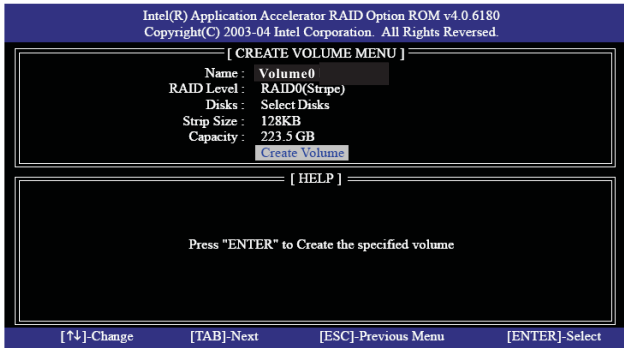 Intel(R) Application Accelerator RAID Option ROM v4.0.6180
Copyright(C) 2003-04 Intel Corporation. All Rights Reversed.
[ CREATE VOLUME MENU ]
Name : Volume0
RAID Level : RAID0(Stripe)
Disks : Select Disks
Strip Size : 128KB
Capacity : 223.5 GB
Create Volume
[ HELP ]
Press "ENTER" to Create the specified volume
[↑↓]-Change [TAB]-Next [ESC]-Previous Menu [ENTER]-Select